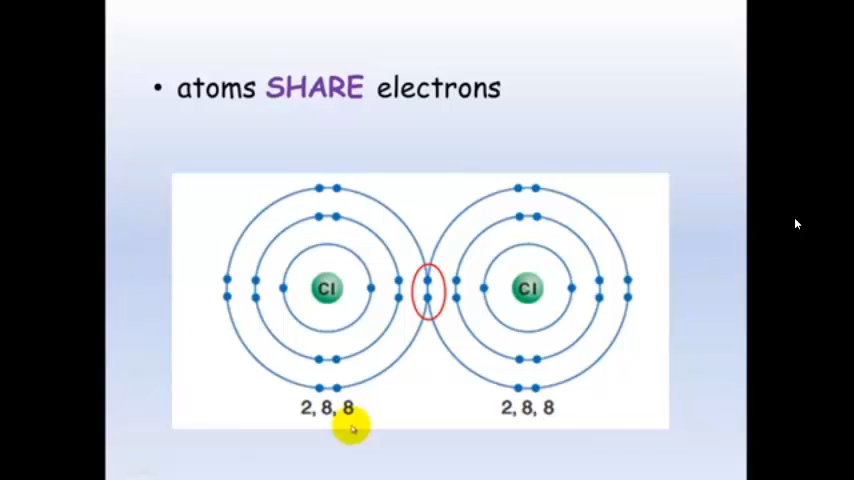 • atoms SHARE electrons
Cl Cl
2, 8, 8 2, 8, 8